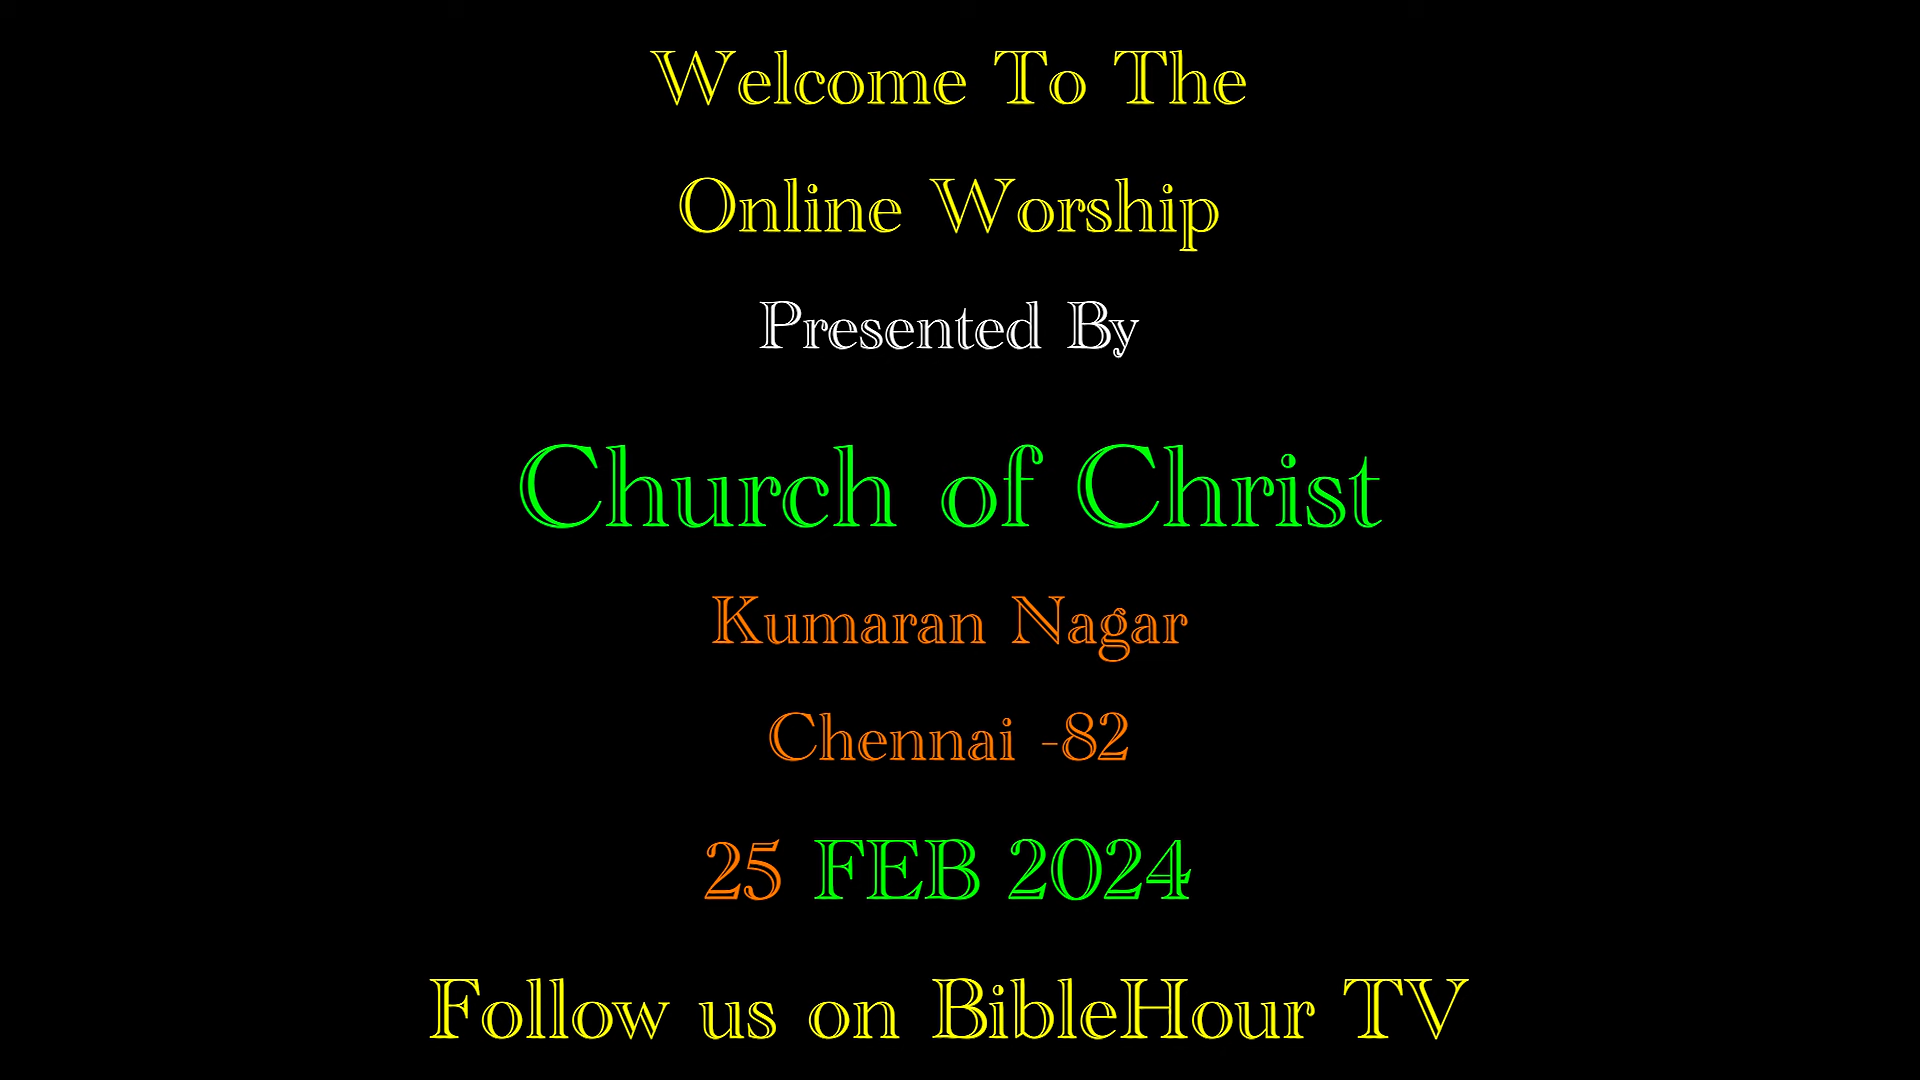 Welcome To The
Online Worship
Presented By
Church of Christ
Kumaran Nagar
Chennai -82
25 FEB 2024
Follow us on BibleHour TV